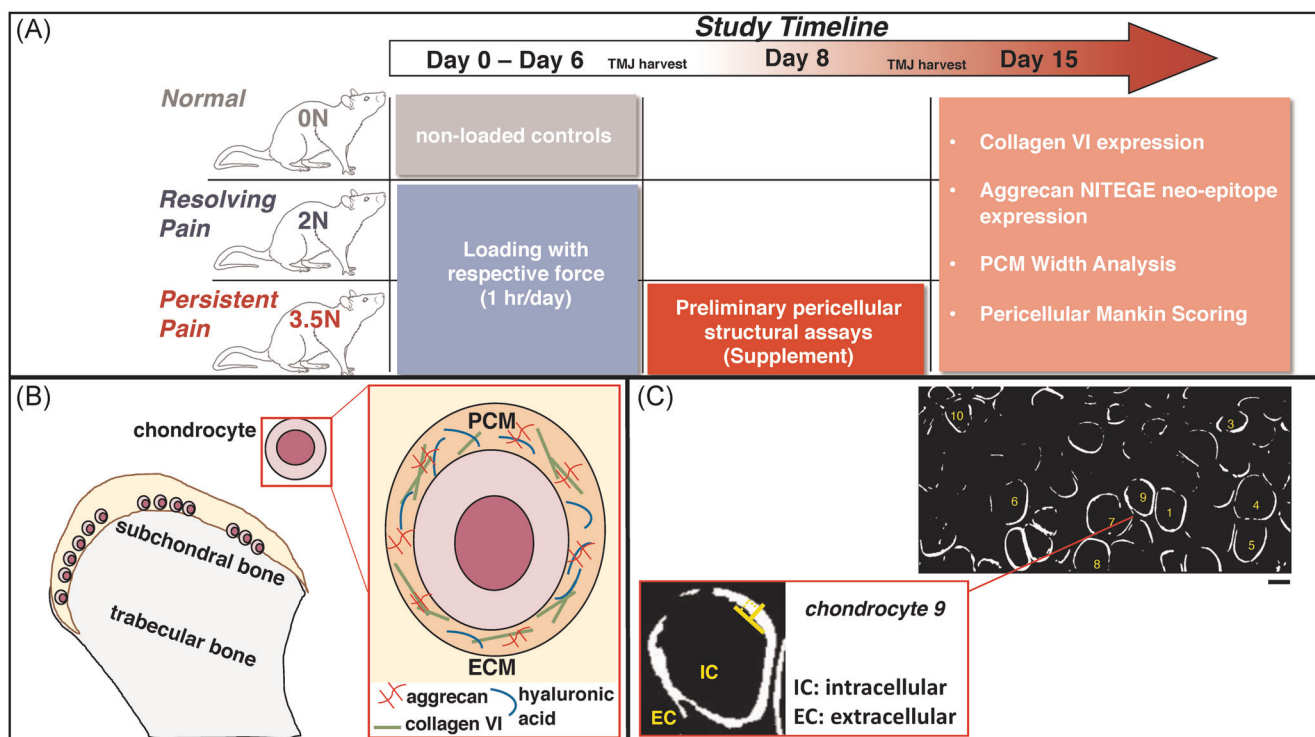 (A)
Study Timeline
Day 0 – Day 6 TMJ harvest Day 8 TMJ harvest Day 15
Normal
0N
non-loaded controls
Resolving
Pain
2N
Loading with
respective force
(1 hr/day)
Persistent
Pain
3.5N
Preliminary pericellular
structural assays
(Supplement)
• Collagen VI expression
• Aggrecan NITEGE neo-epitope
expression
• PCM Width Analysis
• Pericellular Mankin Scoring
(B)
chondrocyte
subchondral bone
trabecular bone
PCM
ECM
aggrecan
hyaluronic
acid
collagen VI
(C)
10
3
6
9
1
4
7
5
8
chondrocyte 9
IC
EC
IC: intracellular
EC: extracellular